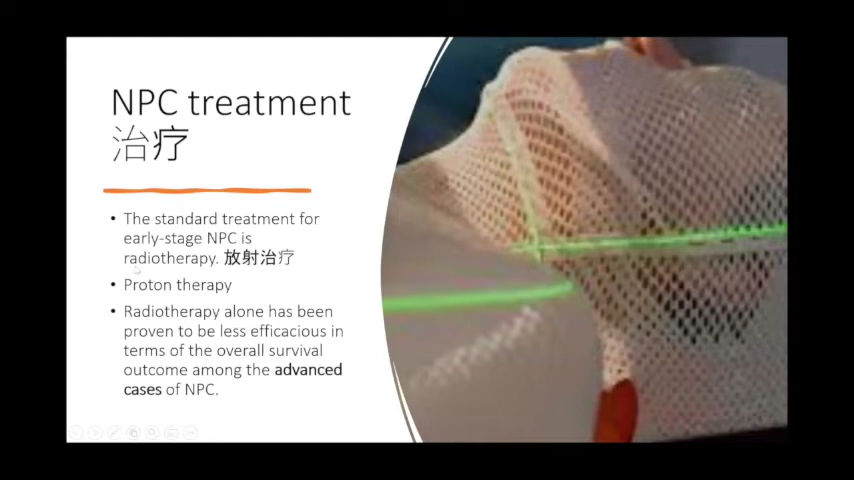 NPC treatment
治疗
• The standard treatment for
early-stage NPC is
radiotherapy. 放射治疗
• Proton therapy
• Radiotherapy alone has been
proven to be less efficacious in
terms of the overall survival
outcome among the advanced
cases of NPC.